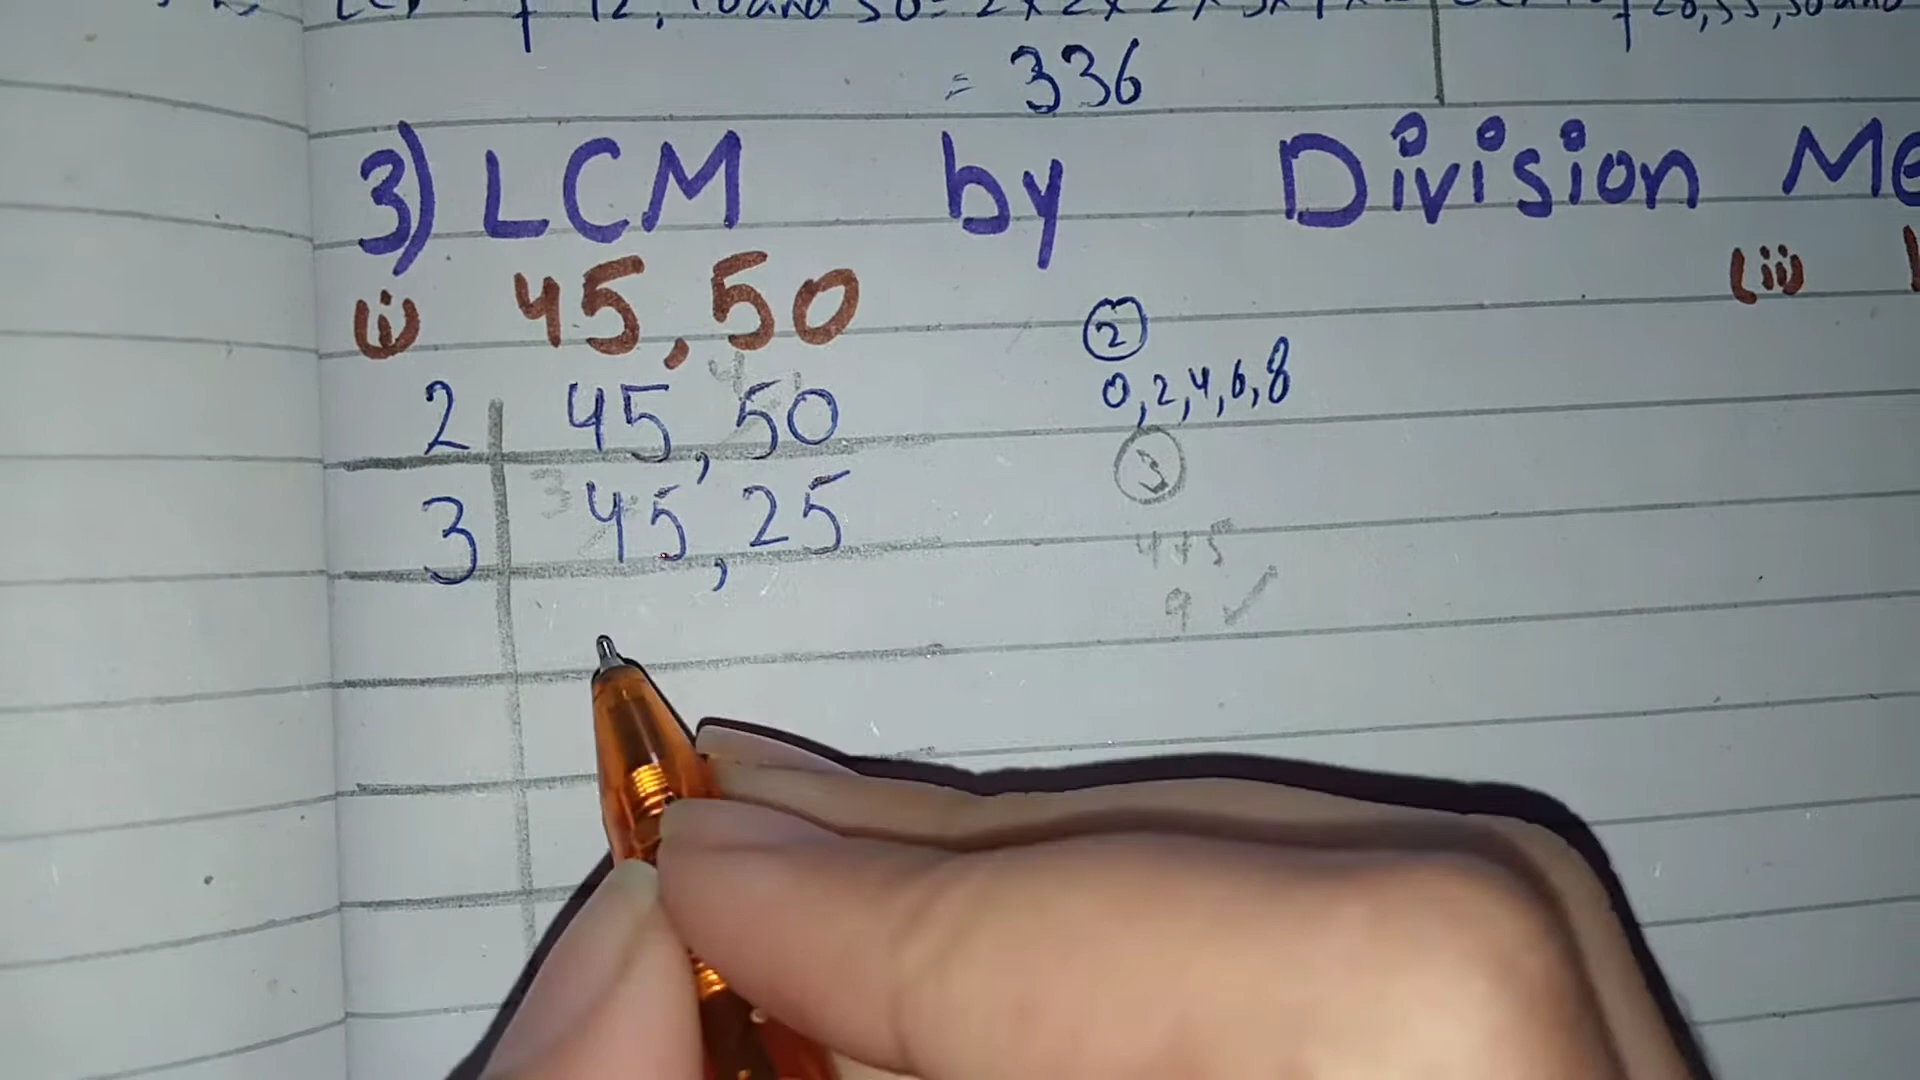 = 336
3) LCM by Division Me
(i) 45, 50 (ii)
2 45, 50
3 45, 25
2
0, 2, 4, 6, 8
3
4+5
9 ✓